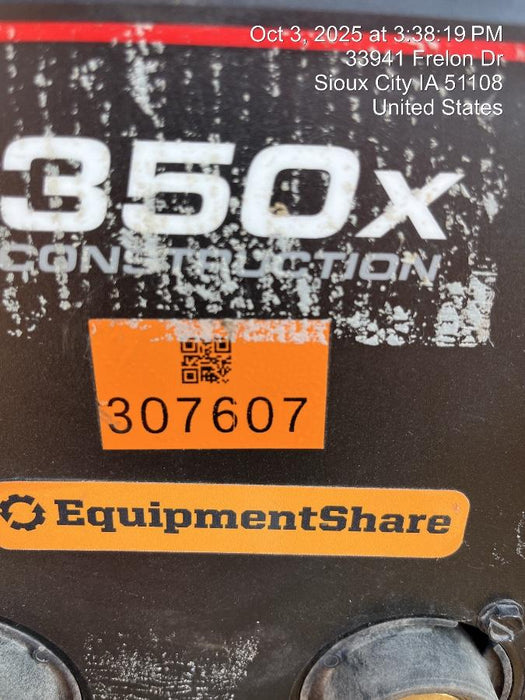 Oct 3, 2025 at 3:38:19 PM
33941 Frelon Dr
Sioux City IA 51108
United States
350x
CONSTRUCTION
307607
EquipmentShare